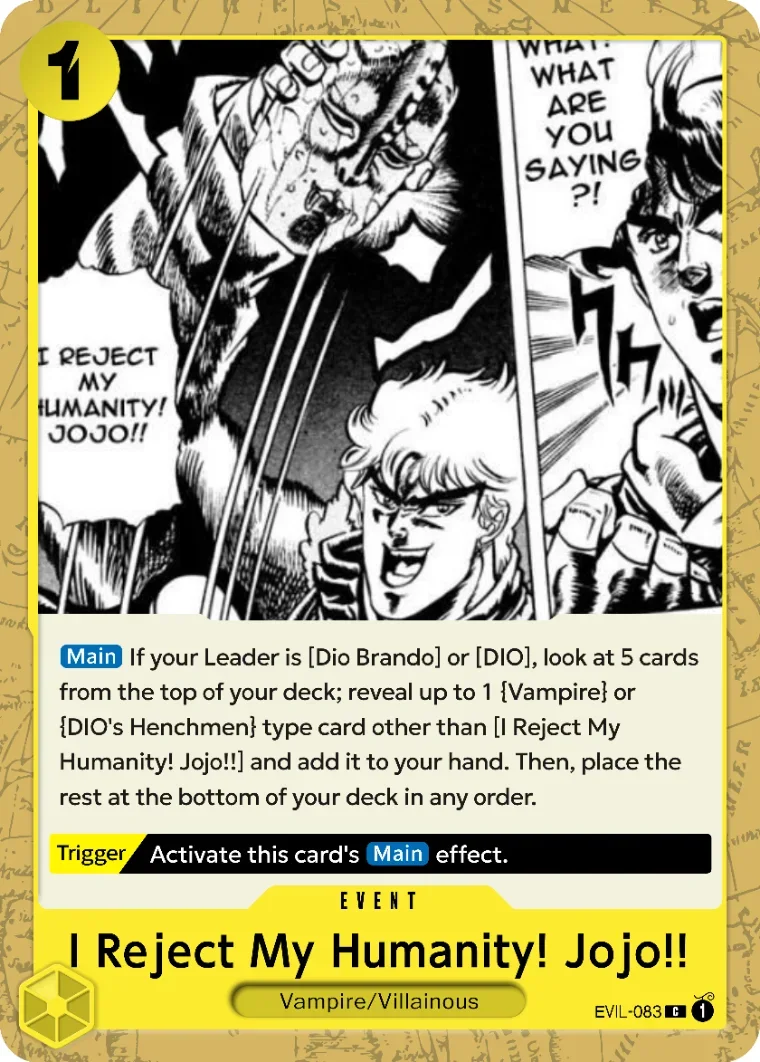 1
WHAT?
WHAT
ARE
YOU
SAYING
?!
I REJECT
MY
HUMANITY!
JOJO!!
Main If your Leader is [Dio Brando] or [DIO], look at 5 cards
from the top of your deck; reveal up to 1 {Vampire} or
{DIO's Henchmen} type card other than [I Reject My
Humanity! Jojo!!] and add it to your hand. Then, place the
rest at the bottom of your deck in any order.
Trigger Activate this card's Main effect.
EVENT
I Reject My Humanity! Jojo!!
Vampire/Villainous
EVIL-083 C 1